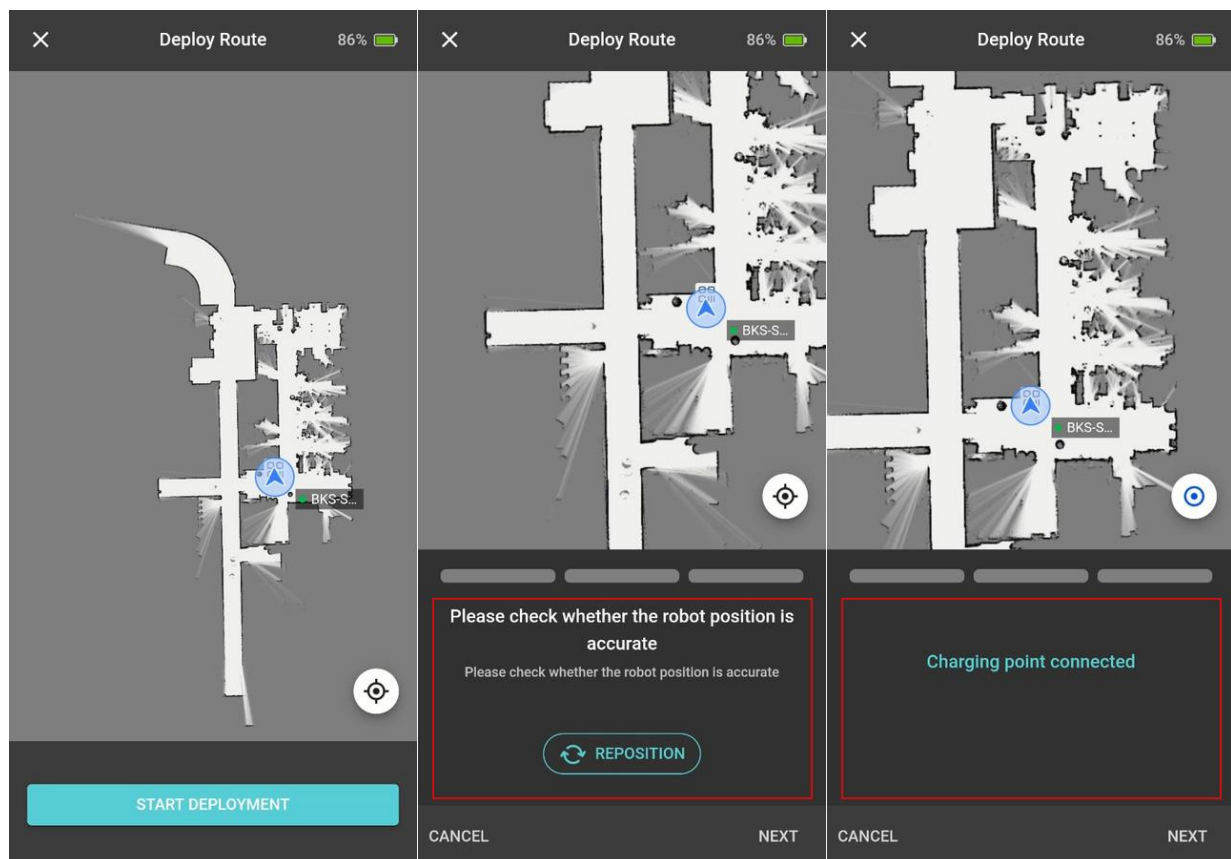 Deploy Route
86%
BKS-S...
START DEPLOYMENT
Deploy Route
86%
BKS-S...
Please check whether the robot position is
accurate
Please check whether the robot position is accurate
REPOSITION
CANCEL
NEXT
Deploy Route
86%
BKS-S...
Charging point connected
CANCEL
NEXT